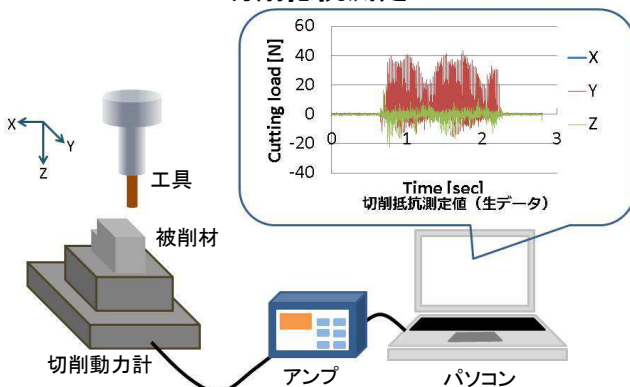 60
40
20
0
-20
-40
Cutting load [N]
0
1
2
3
Time [sec]
切削抵抗測定値（生データ）
X
Y
Z
X
Y
Z
工具
被削材
切削動力計
アンプ
パソコン